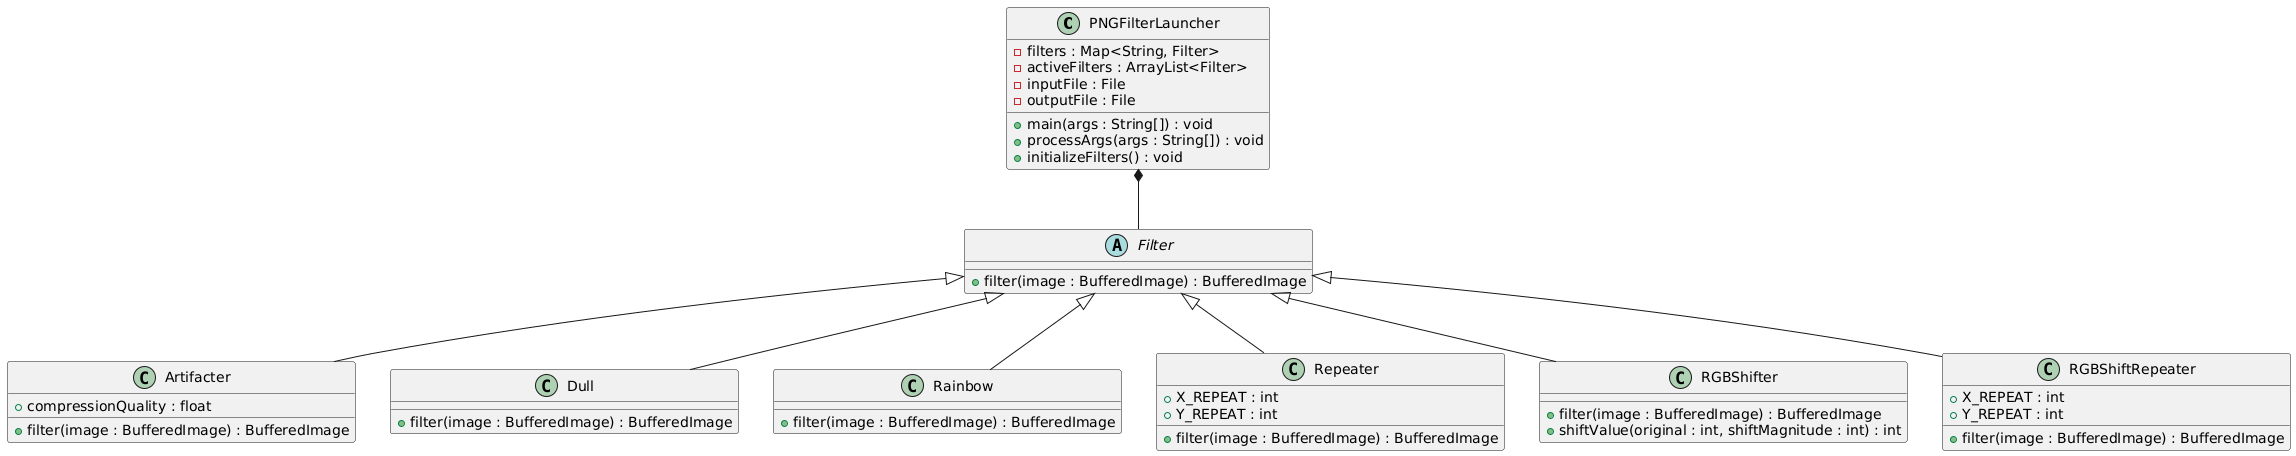 C PNGFilterLauncher
filters : Map<String, Filter>
activeFilters : ArrayList<Filter>
inputFile : File
outputFile : File
main(args : String[]) : void
processArgs(args : String[]) : void
initializeFilters() : void
A Filter
filter(image : BufferedImage) : BufferedImage
C Artifacter
compressionQuality : float
filter(image : BufferedImage) : BufferedImage
C Dull
filter(image : BufferedImage) : BufferedImage
C Rainbow
filter(image : BufferedImage) : BufferedImage
C Repeater
X_REPEAT : int
Y_REPEAT : int
filter(image : BufferedImage) : BufferedImage
C RGBShifter
filter(image : BufferedImage) : BufferedImage
shiftValue(original : int, shiftMagnitude : int) : int
C RGBShiftRepeater
X_REPEAT : int
Y_REPEAT : int
filter(image : BufferedImage) : BufferedImage